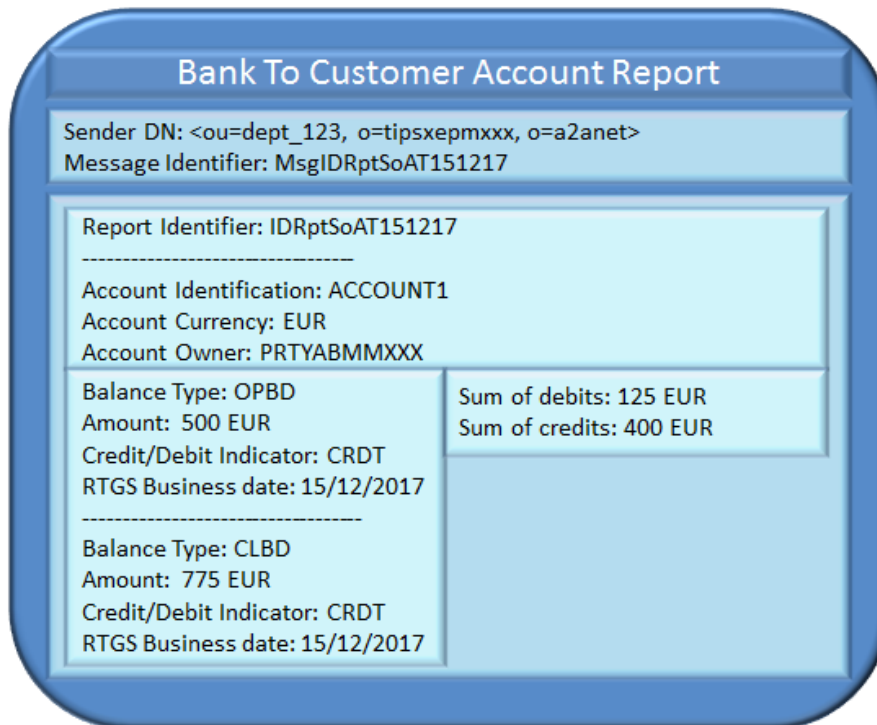 Bank To Customer Account Report
Sender DN: <ou=dept_123, o=tipsxepmxxx, o=a2anet>
Message Identifier: MsgIDRptSoAT151217
Report Identifier: IDRptSoAT151217
---------------------------------
Account Identification: ACCOUNT1
Account Currency: EUR
Account Owner: PRTYABMMXXX
Balance Type: OPBD
Amount: 500 EUR
Credit/Debit Indicator: CRDT
RTGS Business date: 15/12/2017
----------------------------------
Balance Type: CLBD
Amount: 775 EUR
Credit/Debit Indicator: CRDT
RTGS Business date: 15/12/2017
Sum of debits: 125 EUR
Sum of credits: 400 EUR